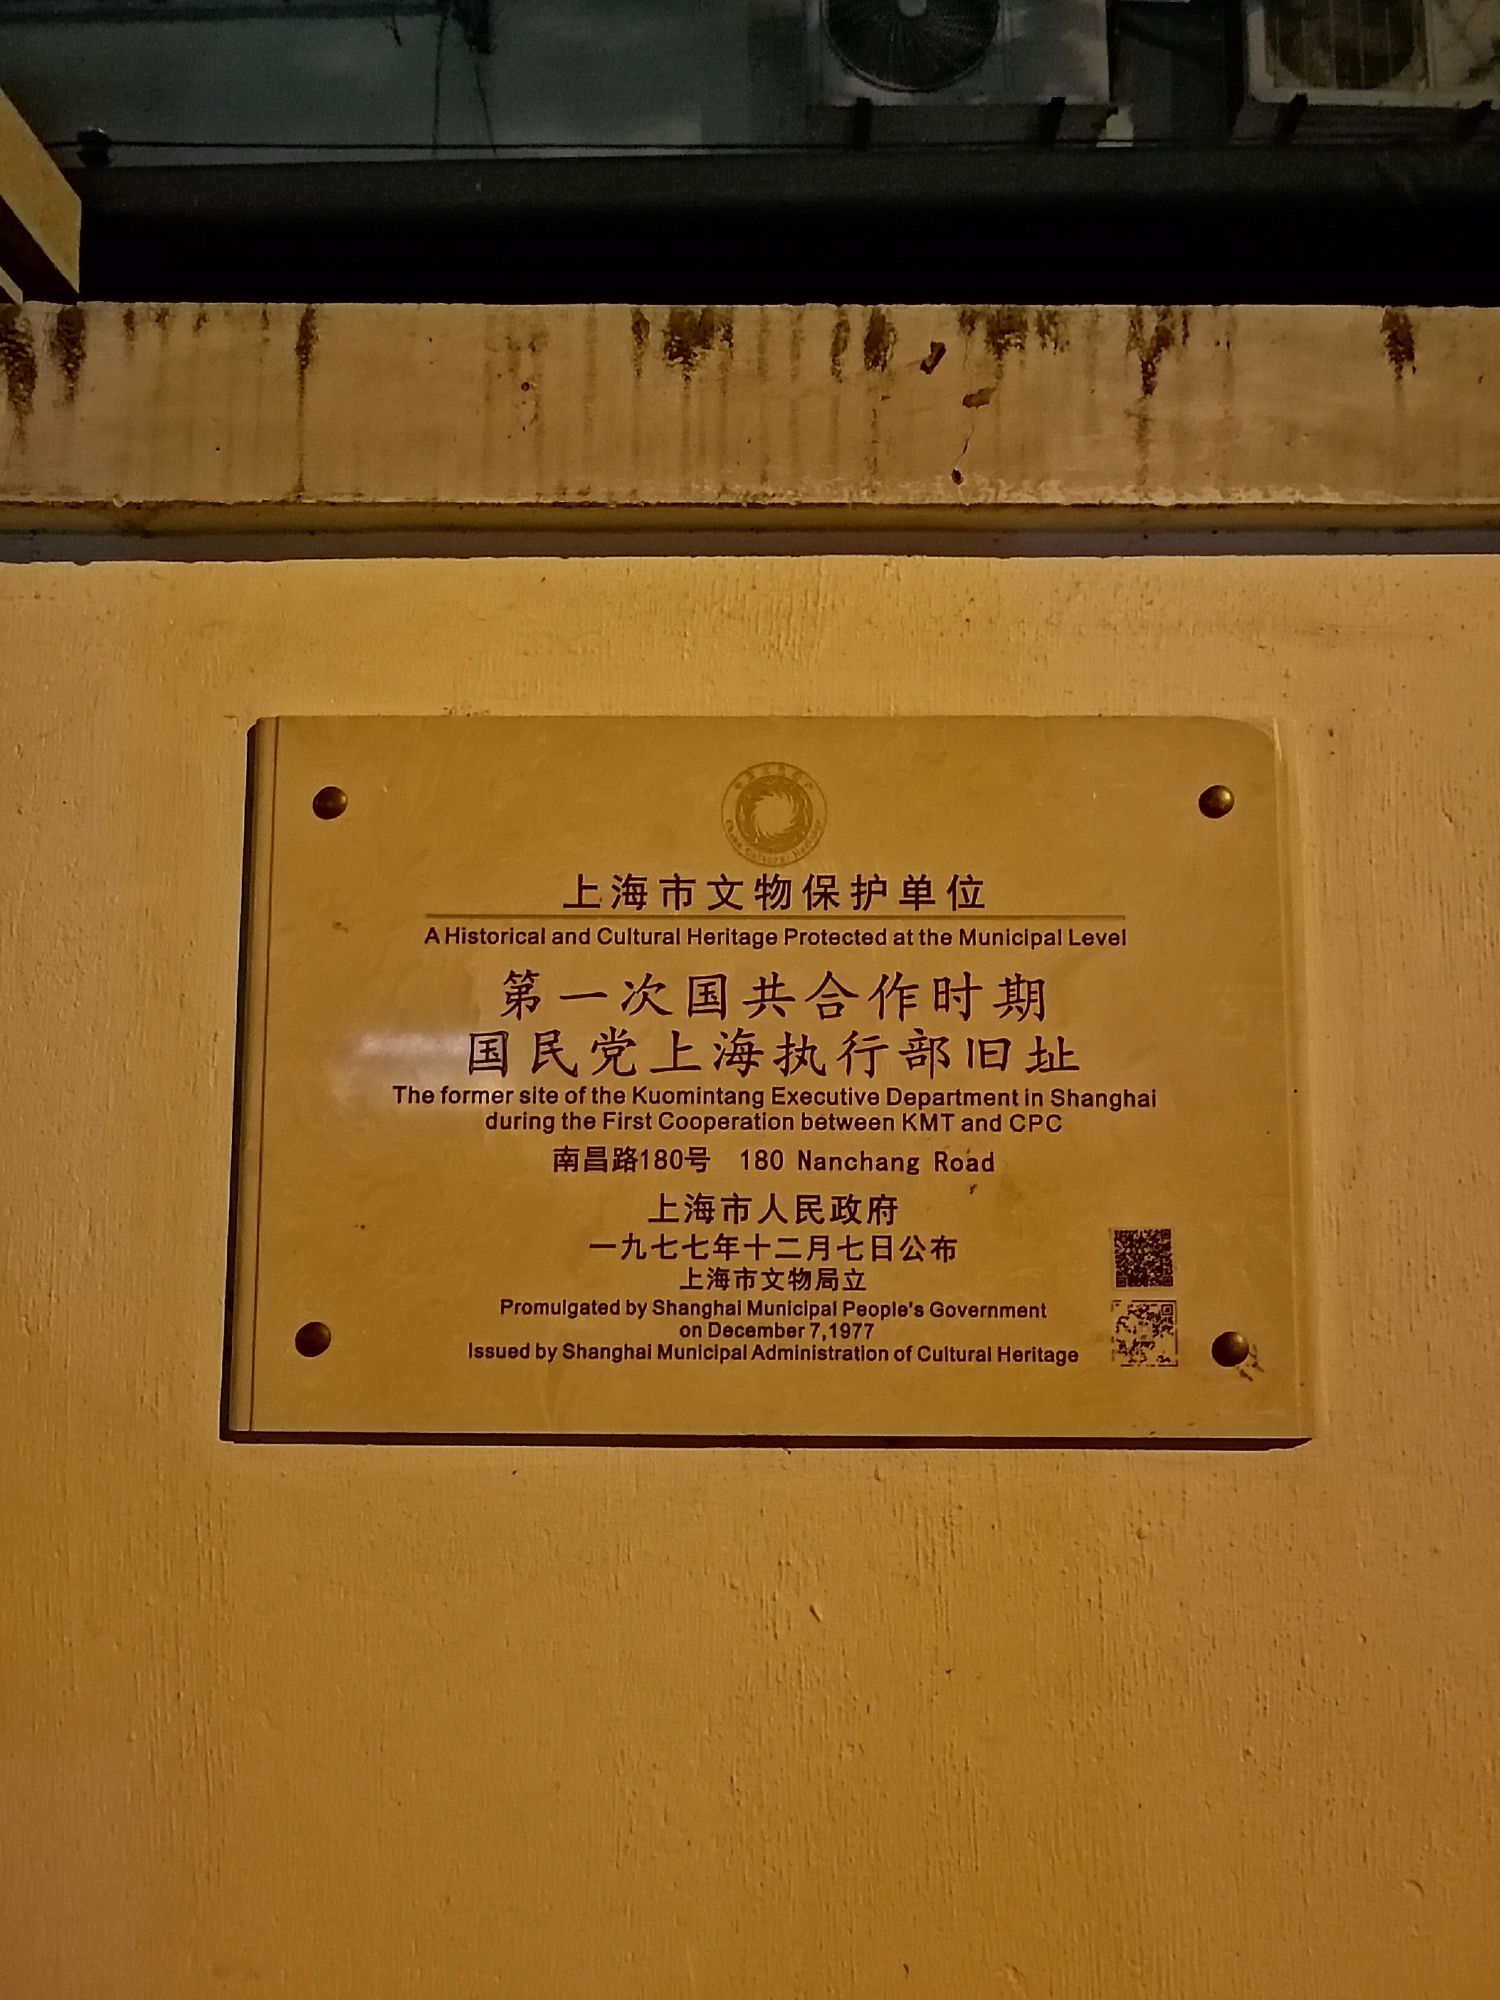 上海市文物保护单位
A Historical and Cultural Heritage Protected at the Municipal Level
第一次国共合作时期
国民党上海执行部旧址
The former site of the Kuomintang Executive Department in Shanghai
during the First Cooperation between KMT and CPC
南昌路180号 180 Nanchang Road
上海市人民政府
一九七七年十二月七日公布
上海市文物局立
Promulgated by Shanghai Municipal People's Government
on December 7,1977
Issued by Shanghai Municipal Administration of Cultural Heritage